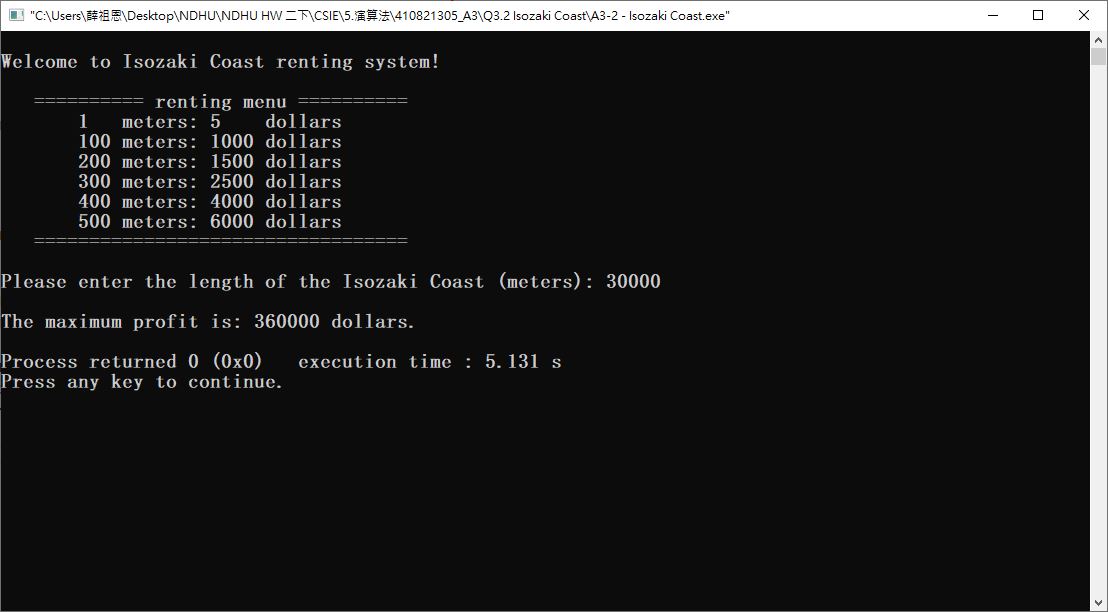 "C:\Users\薛祖恩\Desktop\NDHU\NDHU HW 二下\CSIE\5.演算法\410821305_A3\Q3.2 Isozaki Coast\A3-2 - Isozaki Coast.exe"
Welcome to Isozaki Coast renting system!
========== renting menu ==========
1   meters: 5    dollars
100 meters: 1000 dollars
200 meters: 1500 dollars
300 meters: 2500 dollars
400 meters: 4000 dollars
500 meters: 6000 dollars
==================================
Please enter the length of the Isozaki Coast (meters): 30000
The maximum profit is: 360000 dollars.
Process returned 0 (0x0)   execution time : 5.131 s
Press any key to continue.